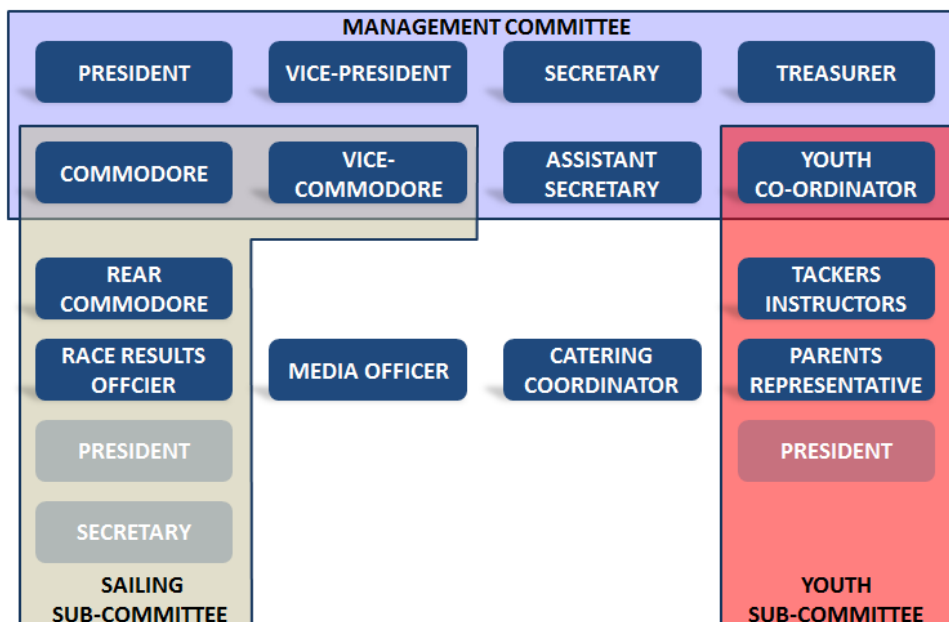 MANAGEMENT COMMITTEE
PRESIDENT
VICE-PRESIDENT
SECRETARY
TREASURER
COMMODORE
VICE-
COMMODORE
ASSISTANT
SECRETARY
YOUTH
CO-ORDINATOR
REAR
COMMODORE
TACKERS
INSTRUCTORS
RACE RESULTS
OFFCIER
MEDIA OFFICER
CATERING
COORDINATOR
PARENTS
REPRESENTATIVE
PRESIDENT
PRESIDENT
SECRETARY
SAILING
SUB-COMMITTEE
YOUTH
SUB-COMMITTEE